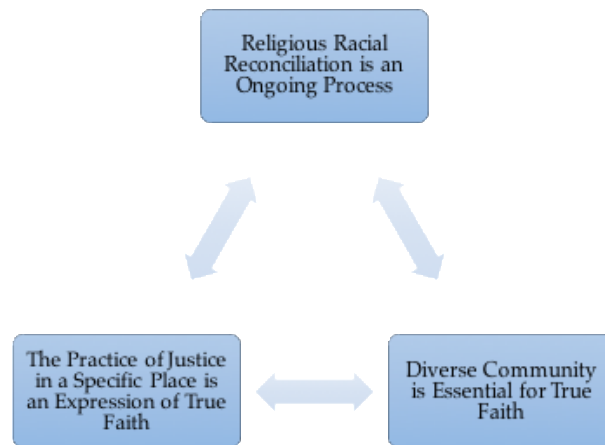 Religious Racial
Reconciliation is an
Ongoing Process
The Practice of Justice
in a Specific Place is
an Expression of True
Faith
Diverse Community
is Essential for True
Faith